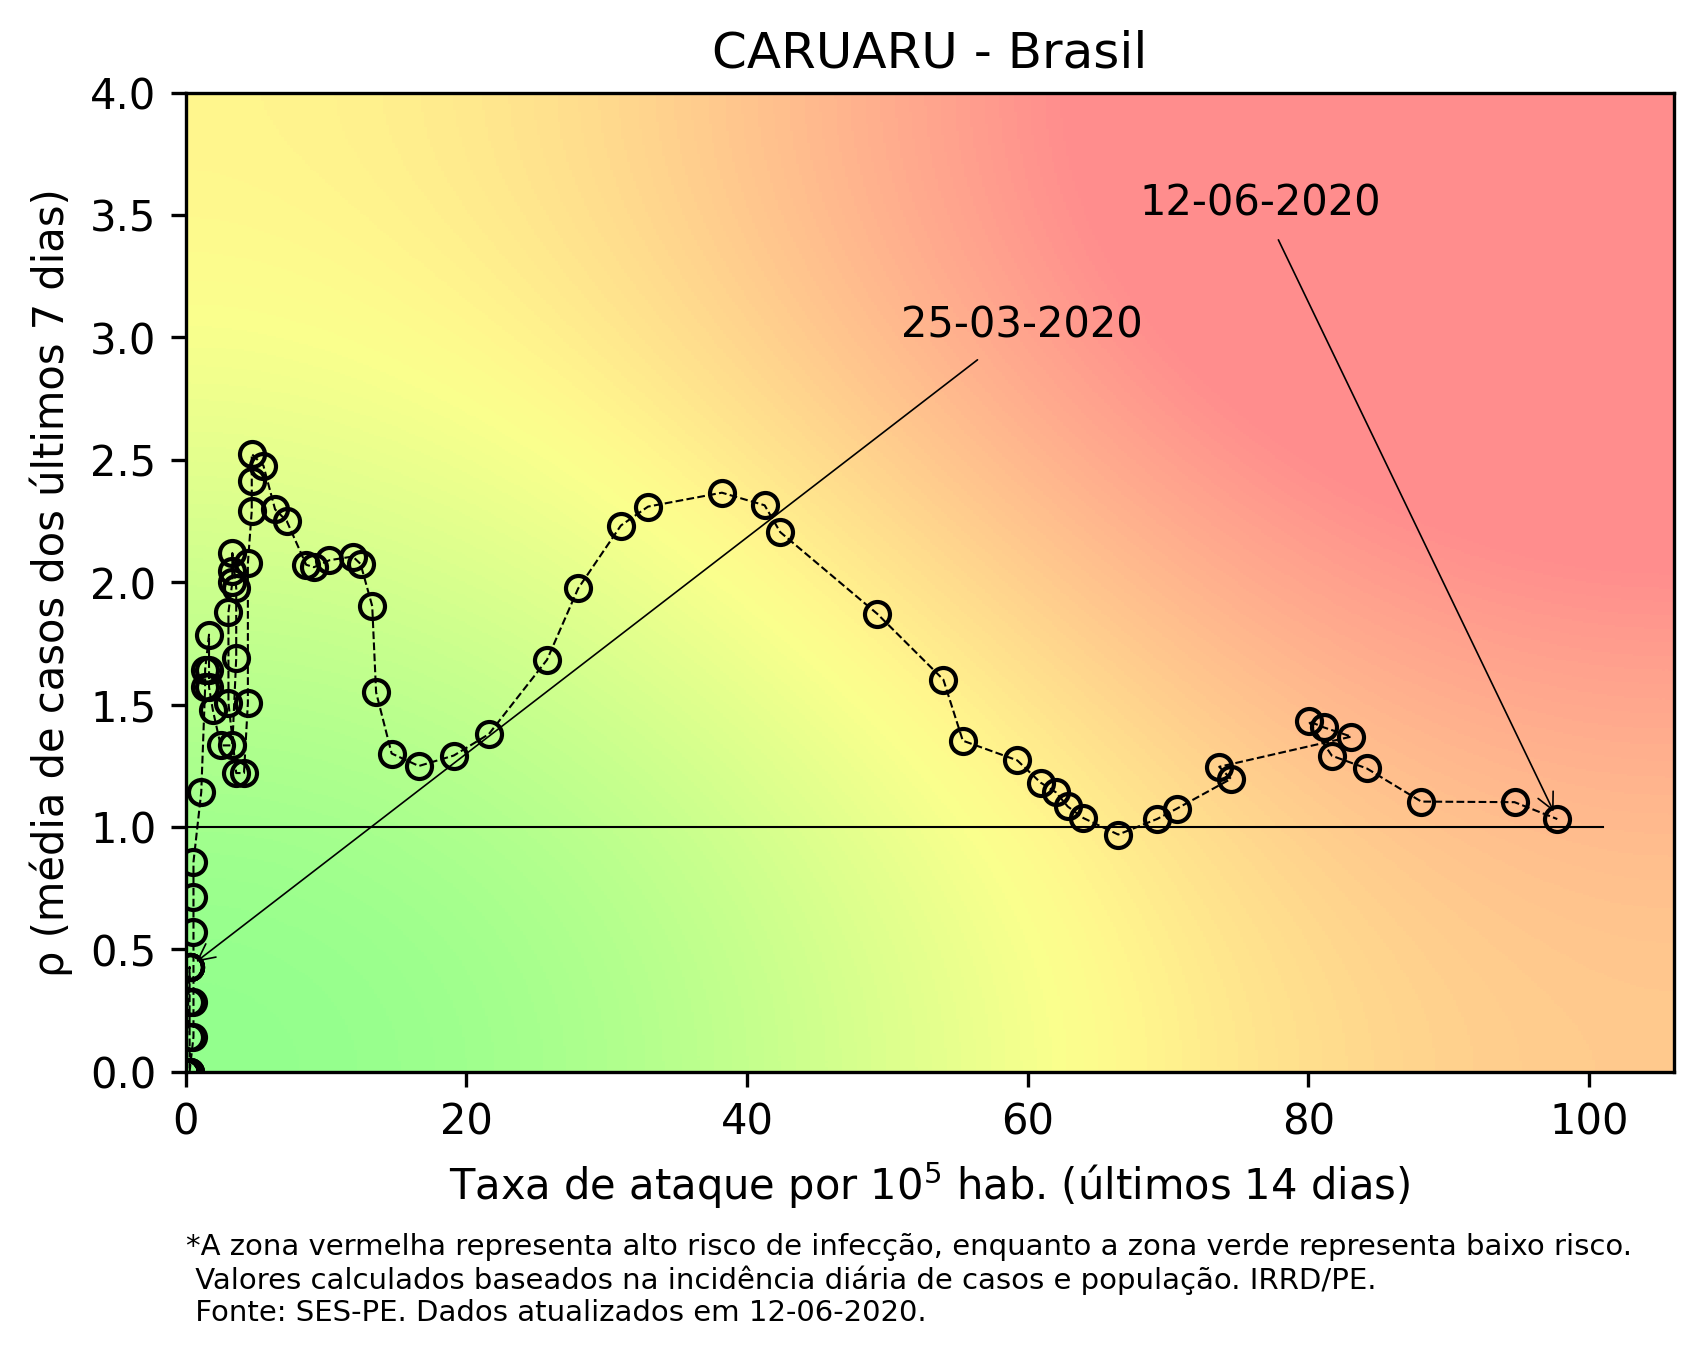 CARUARU - Brasil
4.0
3.5
3.0
2.5
2.0
1.5
1.0
0.5
0.0
ρ (média de casos dos últimos 7 dias)
12-06-2020
25-03-2020
0 20 40 60 80 100
Taxa de ataque por 10⁵ hab. (últimos 14 dias)
*A zona vermelha representa alto risco de infecção, enquanto a zona verde representa baixo risco.
Valores calculados baseados na incidência diária de casos e população. IRRD/PE.
Fonte: SES-PE. Dados atualizados em 12-06-2020.